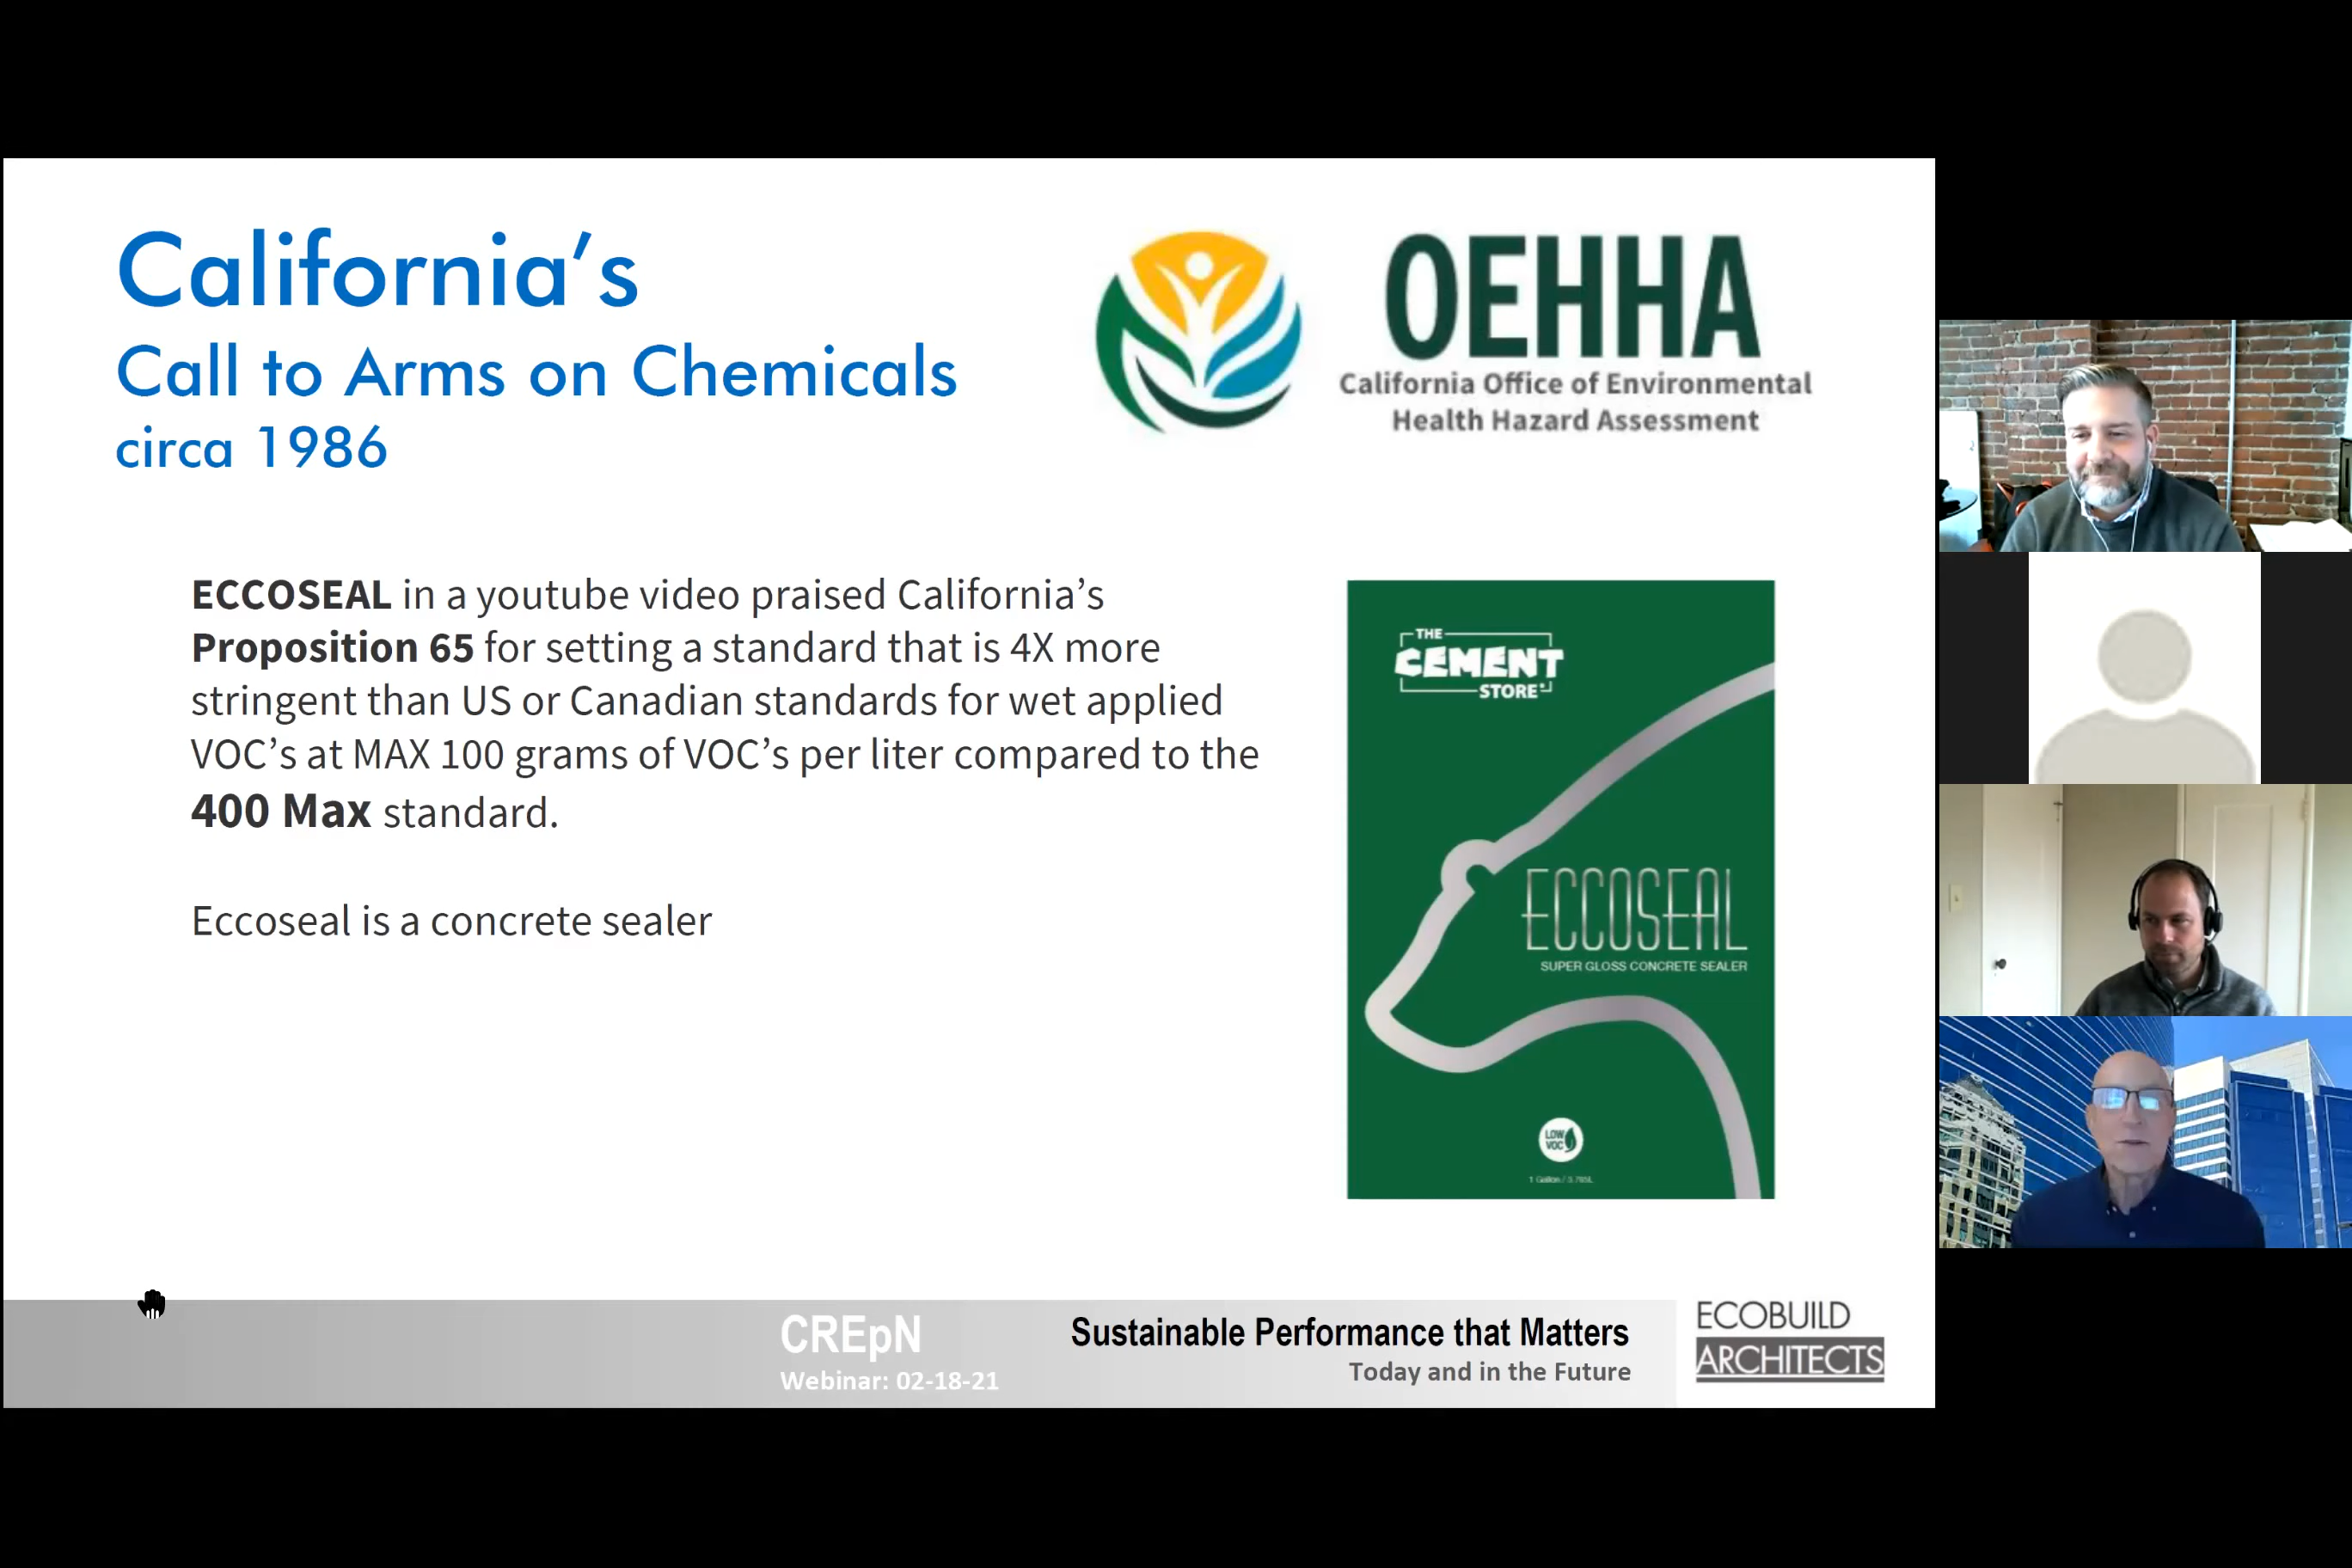 California's
Call to Arms on Chemicals
circa 1986
OEHHA
California Office of Environmental
Health Hazard Assessment
ECCOSEAL in a youtube video praised California's
Proposition 65 for setting a standard that is 4X more
stringent than US or Canadian standards for wet applied
VOC's at MAX 100 grams of VOC's per liter compared to the
400 Max standard.
Eccoseal is a concrete sealer
THE
CEMENT
STORE
ECCOSEAL
SUPER GLOSS CONCRETE SEALER
LOW
VOC
1 Gallon / 3.785L
CREpN
Webinar: 02-18-21
Sustainable Performance that Matters
Today and in the Future
ECOBUILD
ARCHITECTS